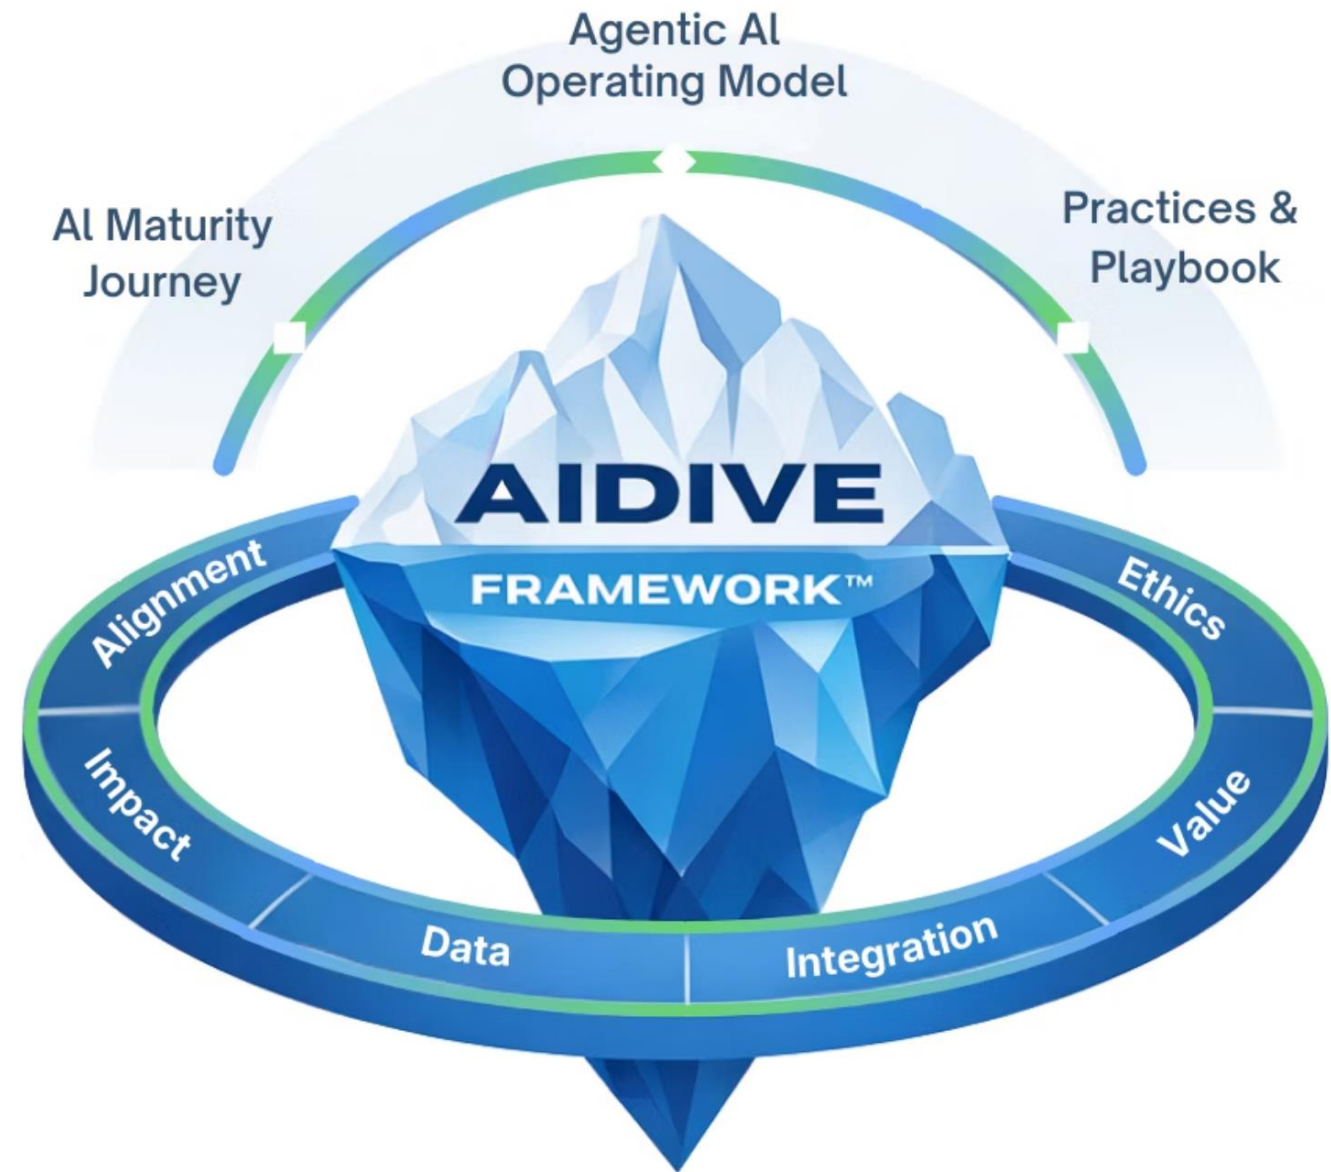 Agentic AI
Operating Model
AI Maturity
Journey
Practices &
Playbook
AIDIVE
FRAMEWORK™
Alignment
Impact
Data
Integration
Value
Ethics